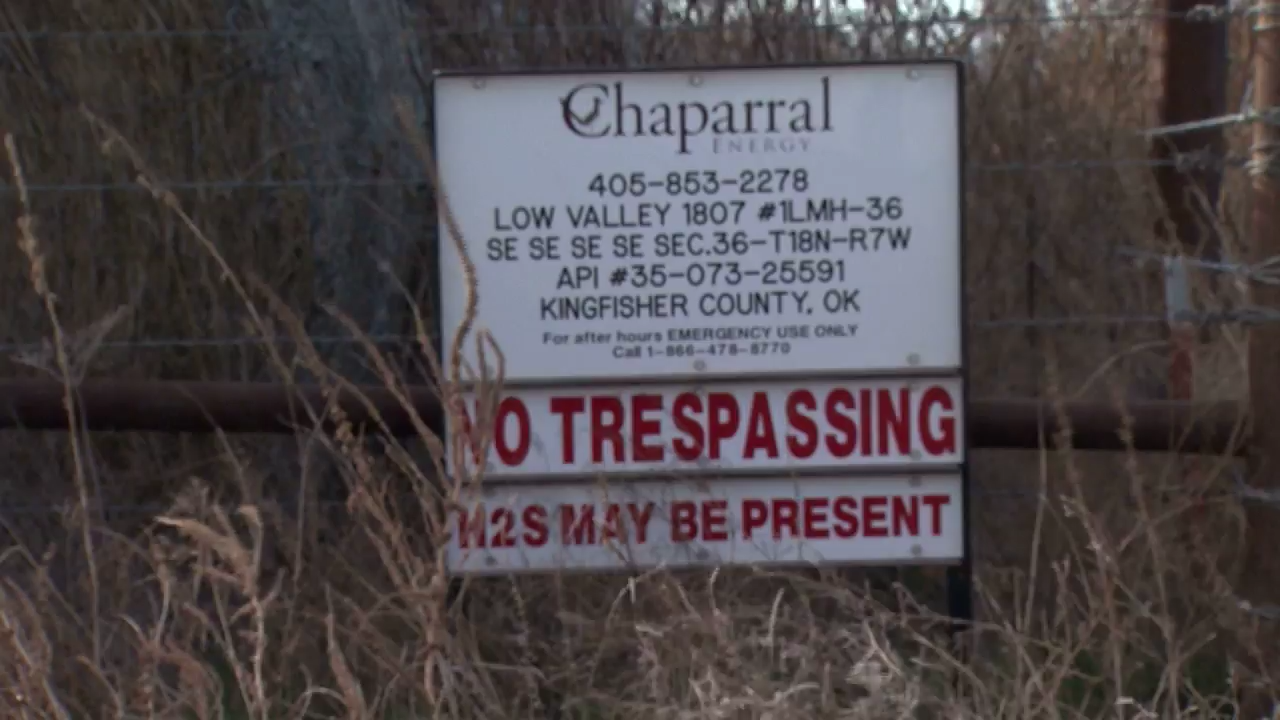 Chaparral
ENERGY
405-853-2278
LOW VALLEY 1807 #1LMH-36
SE SE SE SE SEC.36-T18N-R7W
API #35-073-25591
KINGFISHER COUNTY, OK
For after hours EMERGENCY USE ONLY
Call 1-866-478-8770
NO TRESPASSING
H2S MAY BE PRESENT